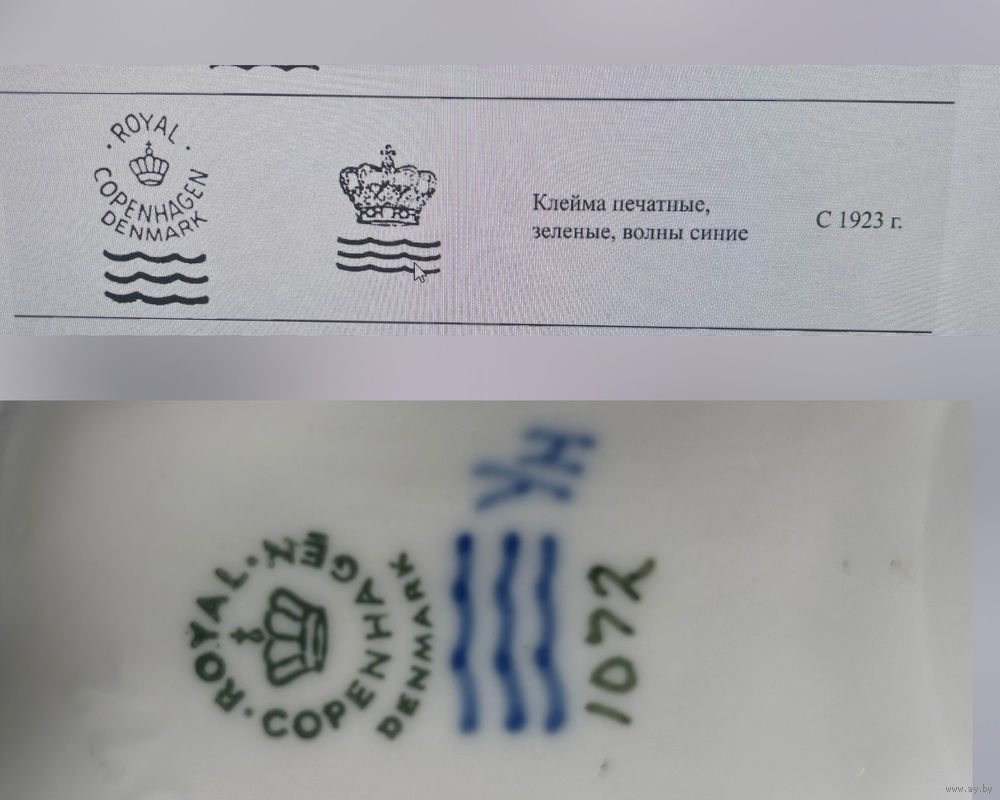 · ROYAL ·
COPENHAGEN
DENMARK
Клейма печатные,
зеленые, волны синие
С 1923 г.
· ROYAL ·
COPENHAGEN
DENMARK
1072
www.ay.by